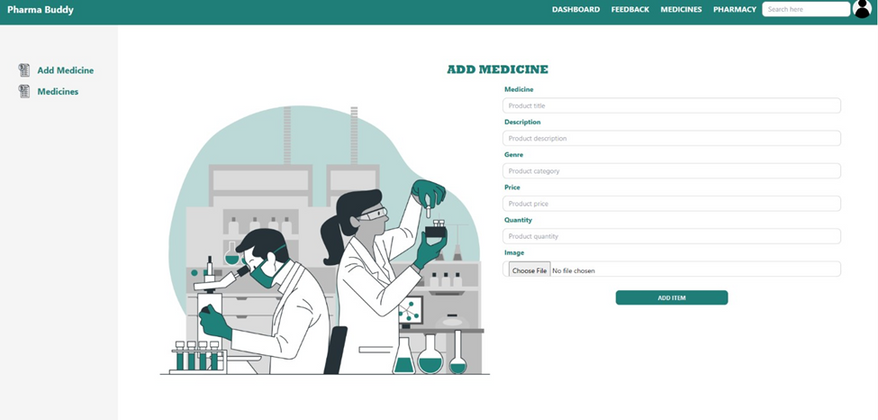 Pharma Buddy
DASHBOARD FEEDBACK MEDICINES PHARMACY Search here
Add Medicine
Medicines
ADD MEDICINE
Medicine
Product title
Description
Product description
Genre
Product category
Price
Product price
Quantity
Product quantity
Image
Choose File No file chosen
ADD ITEM